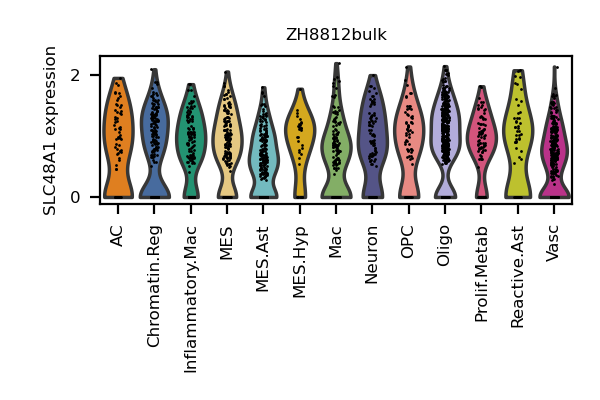 ZH8812bulk
SLC48A1 expression
2
0
AC
Chromatin.Reg
Inflammatory.Mac
MES
MES.Ast
MES.Hyp
Mac
Neuron
OPC
Oligo
Prolif.Metab
Reactive.Ast
Vasc